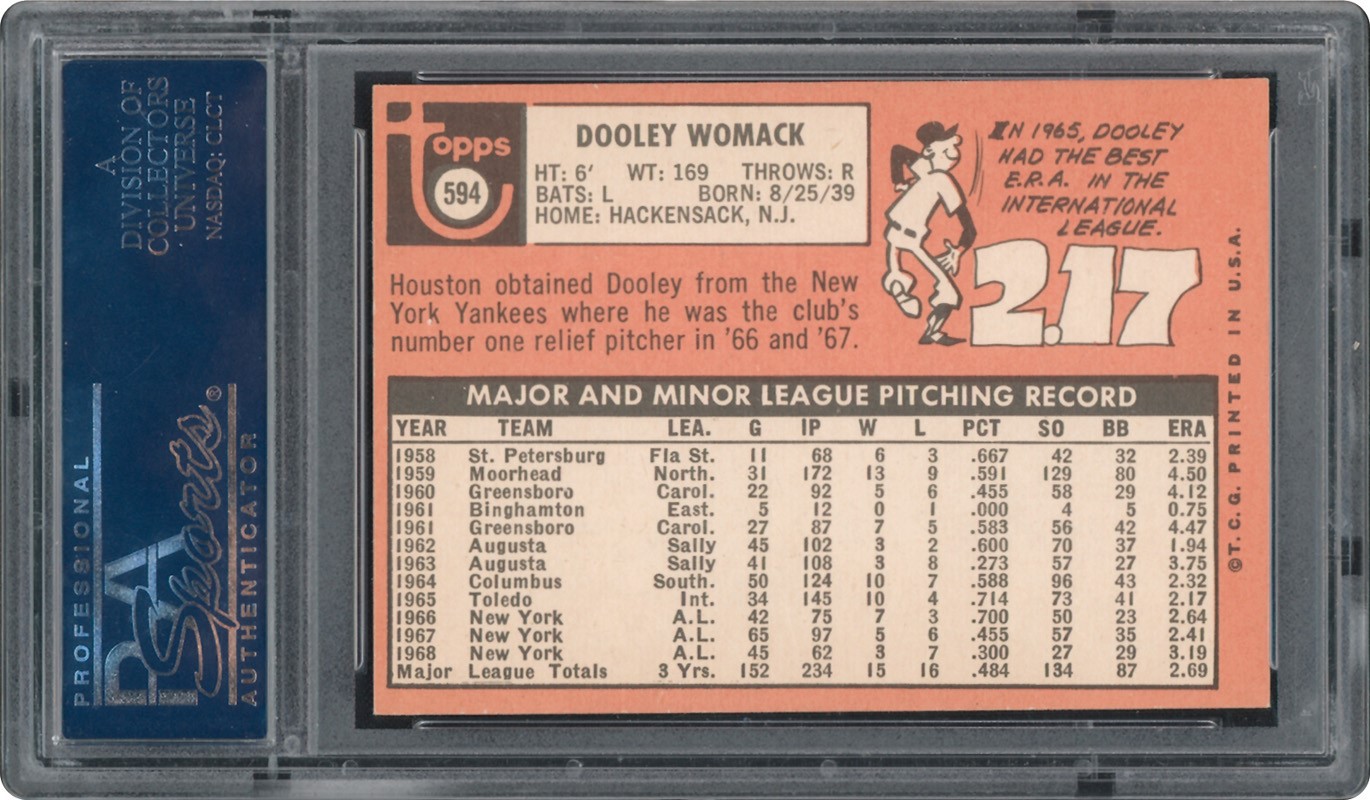 A
DIVISION OF
COLLECTORS
UNIVERSE
NASDAQ: CLCT
PROFESSIONAL
PSA
Sports®
AUTHENTICATOR
Topps
594
DOOLEY WOMACK
HT: 6' WT: 169 THROWS: R
BATS: L BORN: 8/25/39
HOME: HACKENSACK, N.J.
IN 1965, DOOLEY
HAD THE BEST
E.R.A. IN THE
INTERNATIONAL
LEAGUE.
2.17
Houston obtained Dooley from the New
York Yankees where he was the club's
number one relief pitcher in '66 and '67.
MAJOR AND MINOR LEAGUE PITCHING RECORD
YEAR TEAM LEA. G IP W L PCT SO BB ERA
1958 St. Petersburg Fla St. 11 68 6 3 .667 42 32 2.39
1959 Moorhead North. 31 172 13 9 .591 129 80 4.50
1960 Greensboro Carol. 22 92 5 6 .455 58 29 4.12
1961 Binghamton East. 5 12 0 1 .000 4 5 0.75
1961 Greensboro Carol. 27 87 7 5 .583 56 42 4.47
1962 Augusta Sally 45 102 3 2 .600 70 37 1.94
1963 Augusta Sally 41 108 3 8 .273 57 27 3.75
1964 Columbus South. 50 124 10 7 .588 96 43 2.32
1965 Toledo Int. 34 145 10 4 .714 73 41 2.17
1966 New York A.L. 42 75 7 3 .700 50 23 2.64
1967 New York A.L. 65 97 5 6 .455 57 35 2.41
1968 New York A.L. 45 62 3 7 .300 27 29 3.19
Major League Totals 3 Yrs. 152 234 15 16 .484 134 87 2.69
©T.C.G. PRINTED IN U.S.A.